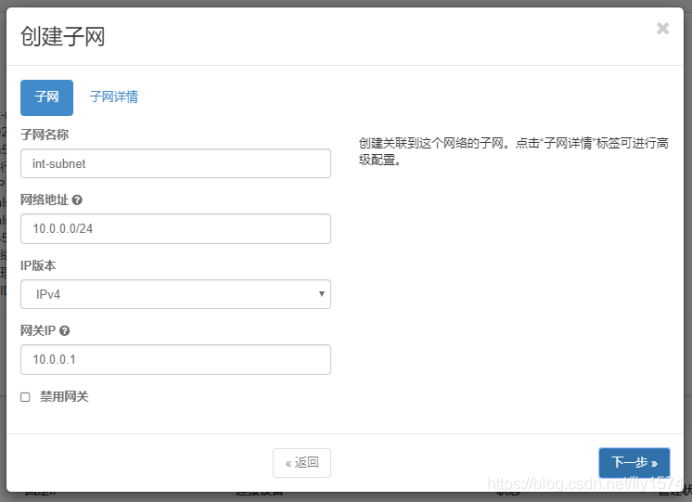 创建子网
×
子网 子网详情
子网名称
int-subnet
创建关联到这个网络的子网。点击“子网详情”标签可进行高
级配置。
网络地址
10.0.0.0/24
IP版本
IPv4
网关IP
10.0.0.1
禁用网关
« 返回
下一步 »